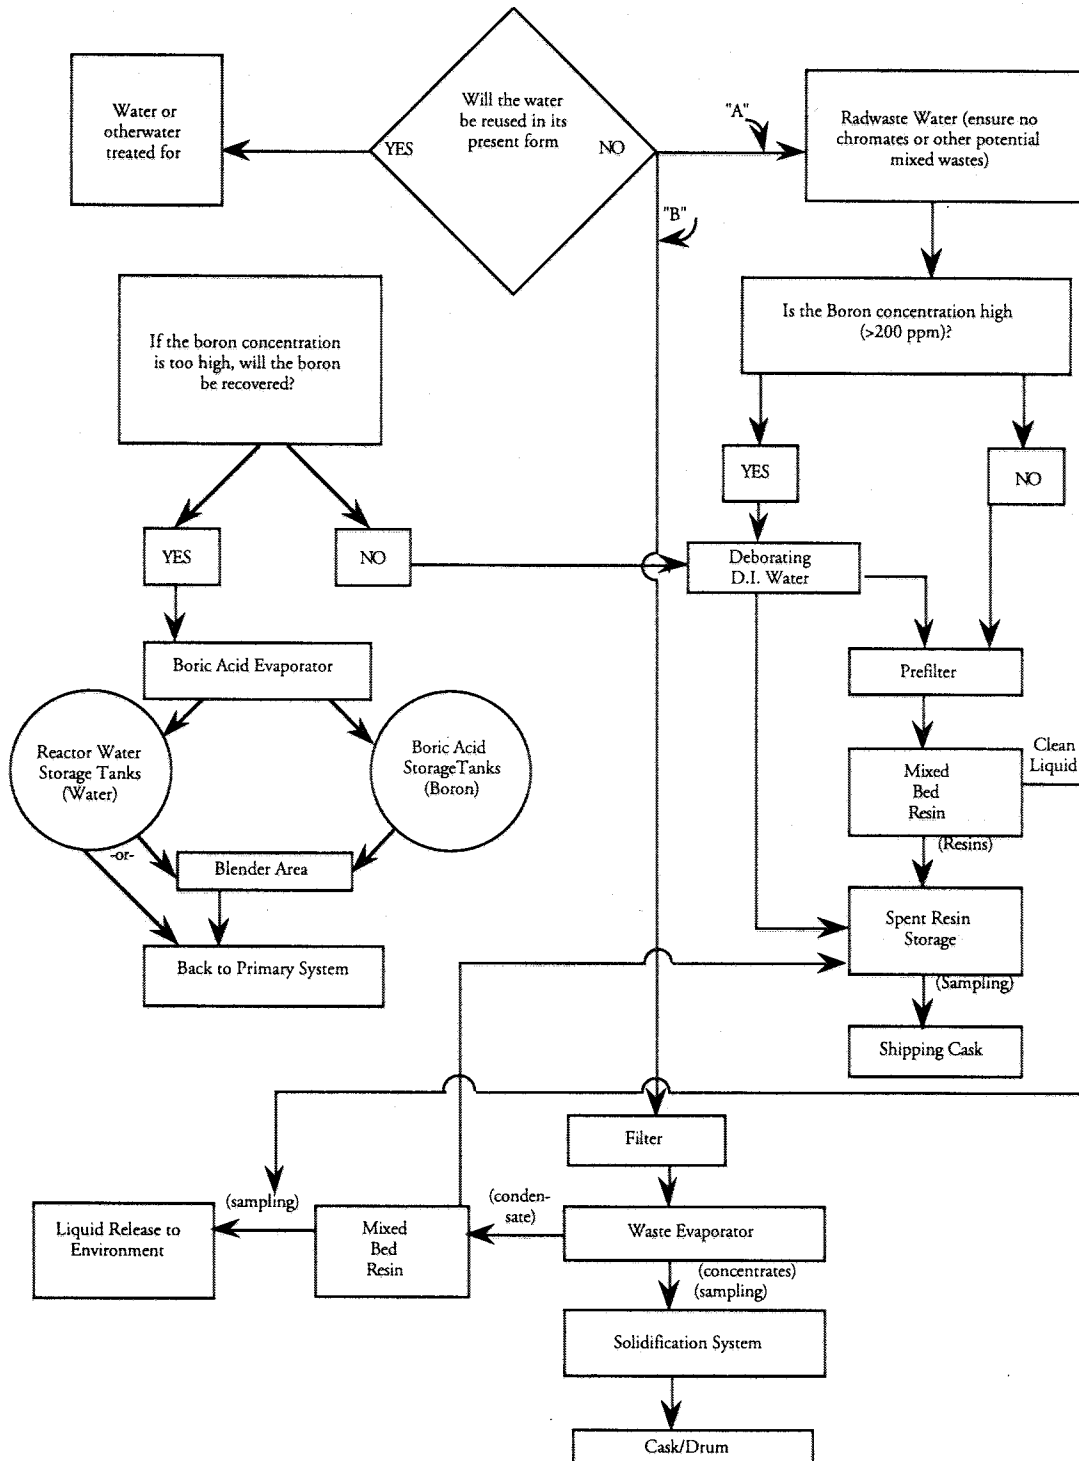 Water or
otherwater
treated for
Will the water
be reused in its
present form
YES
NO
"A"
"B"
Radwaste Water (ensure no
chromates or other potential
mixed wastes)
If the boron concentration
is too high, will the boron
be recovered?
Is the Boron concentration high
(>200 ppm)?
YES
NO
YES
NO
Deborating
D.I. Water
Boric Acid Evaporator
Prefilter
Reactor Water
Storage Tanks
(Water)
Boric Acid
StorageTanks
(Boron)
Mixed
Bed
Resin
Clean
Liquid
(Resins)
-or-
Blender Area
Spent Resin
Storage
(Sampling)
Back to Primary System
Shipping Cask
Filter
(sampling)
(conden-
sate)
Liquid Release to
Environment
Mixed
Bed
Resin
Waste Evaporator
(concentrates)
(sampling)
Solidification System
Cask/Drum